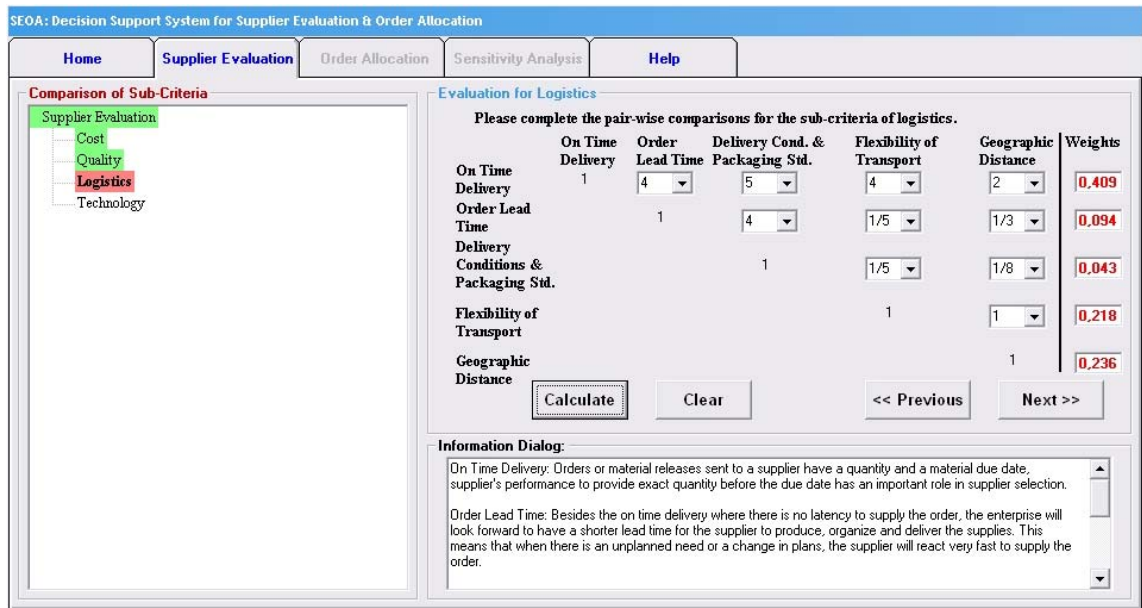 SEOA: Decision Support System for Supplier Evaluation & Order Allocation
Home Supplier Evaluation Order Allocation Sensitivity Analysis Help
Comparison of Sub-Criteria
Supplier Evaluation
Cost
Quality
Logistics
Technology
Evaluation for Logistics
Please complete the pair-wise comparisons for the sub-criteria of logistics.
On Time Order Delivery Cond. & Flexibility of Geographic Weights
Delivery Lead Time Packaging Std. Transport Distance
On Time
Delivery 1 4 5 4 2 0,409
Order Lead
Time 1 4 1/5 1/3 0,094
Delivery
Conditions & 1 1/5 1/8 0,043
Packaging Std.
Flexibility of 1 1 0,218
Transport
Geographic 1 0,236
Distance
Calculate Clear << Previous Next >>
Information Dialog:
On Time Delivery: Orders or material releases sent to a supplier have a quantity and a material due date,
supplier's performance to provide exact quantity before the due date has an important role in supplier selection.
Order Lead Time: Besides the on time delivery where there is no latency to supply the order, the enterprise will
look forward to have a shorter lead time for the supplier to produce, organize and deliver the supplies. This
means that when there is an unplanned need or a change in plans, the supplier will react very fast to supply the
order.